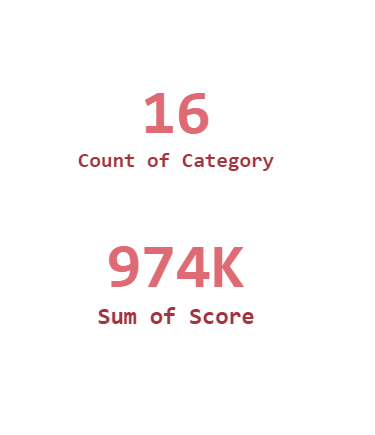 16
Count of Category
974K
Sum of Score